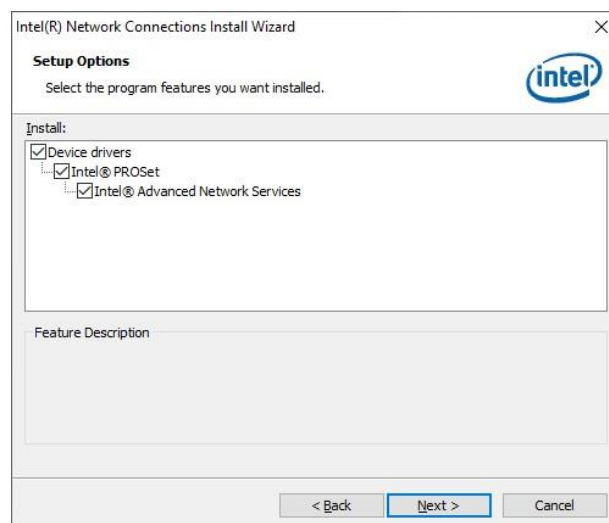 Intel(R) Network Connections Install Wizard
Setup Options
Select the program features you want installed.
intel
Install:
Device drivers
Intel® PROSet
Intel® Advanced Network Services
Feature Description
< Back
Next >
Cancel